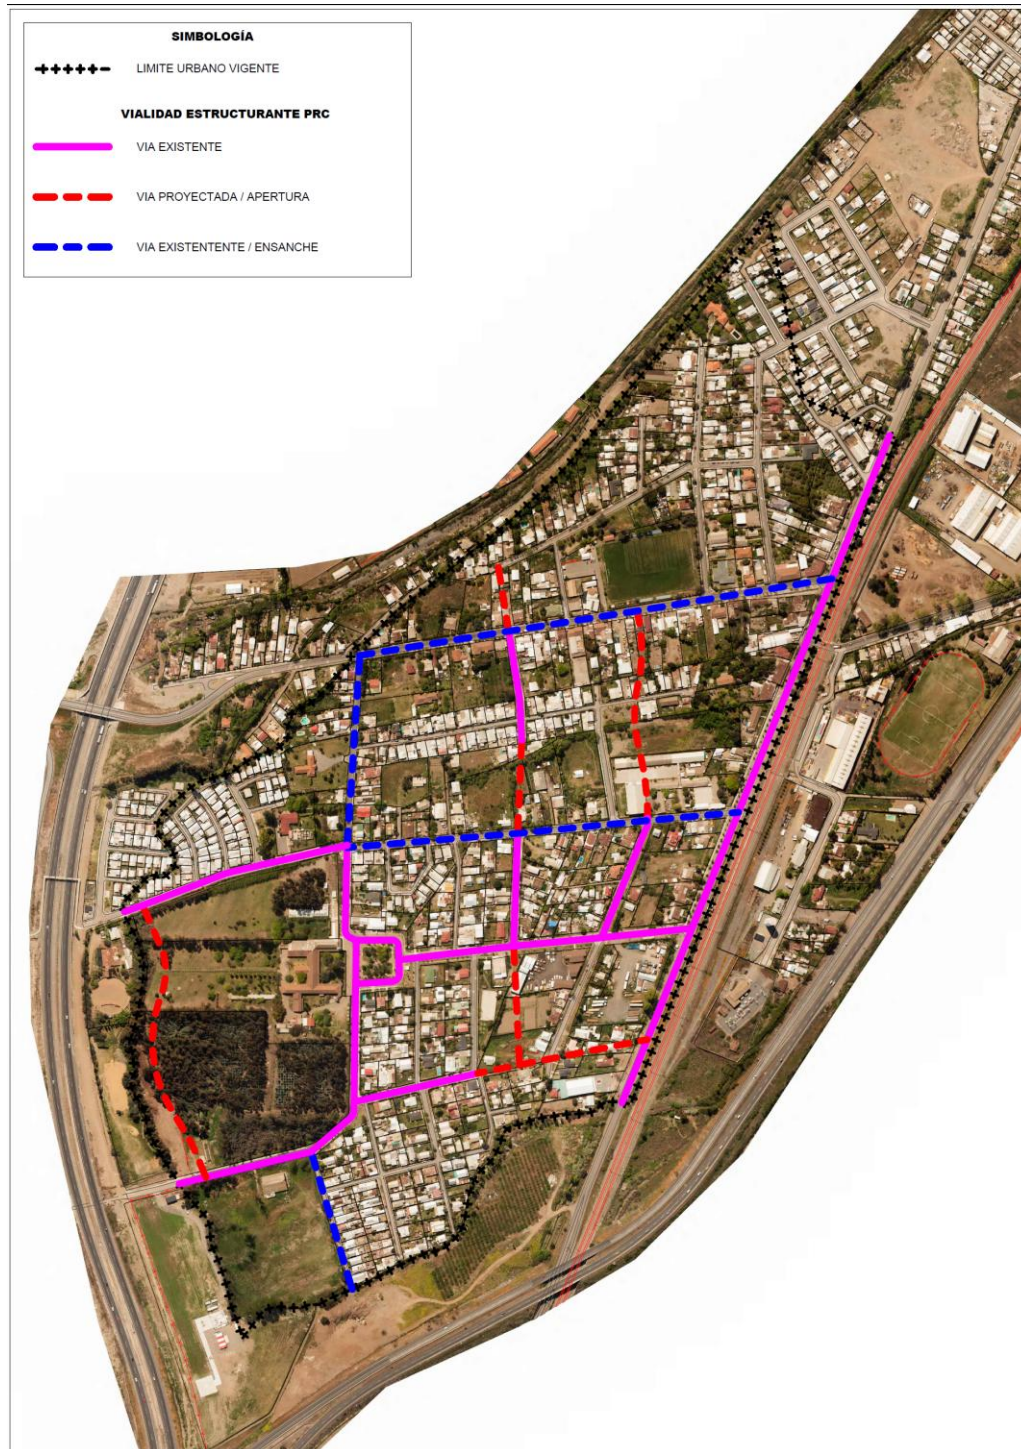 SIMBOLOGÍA
LIMITE URBANO VIGENTE
VIALIDAD ESTRUCTURANTE PRC
VIA EXISTENTE
VIA PROYECTADA / APERTURA
VIA EXISTENTENTE / ENSANCHE